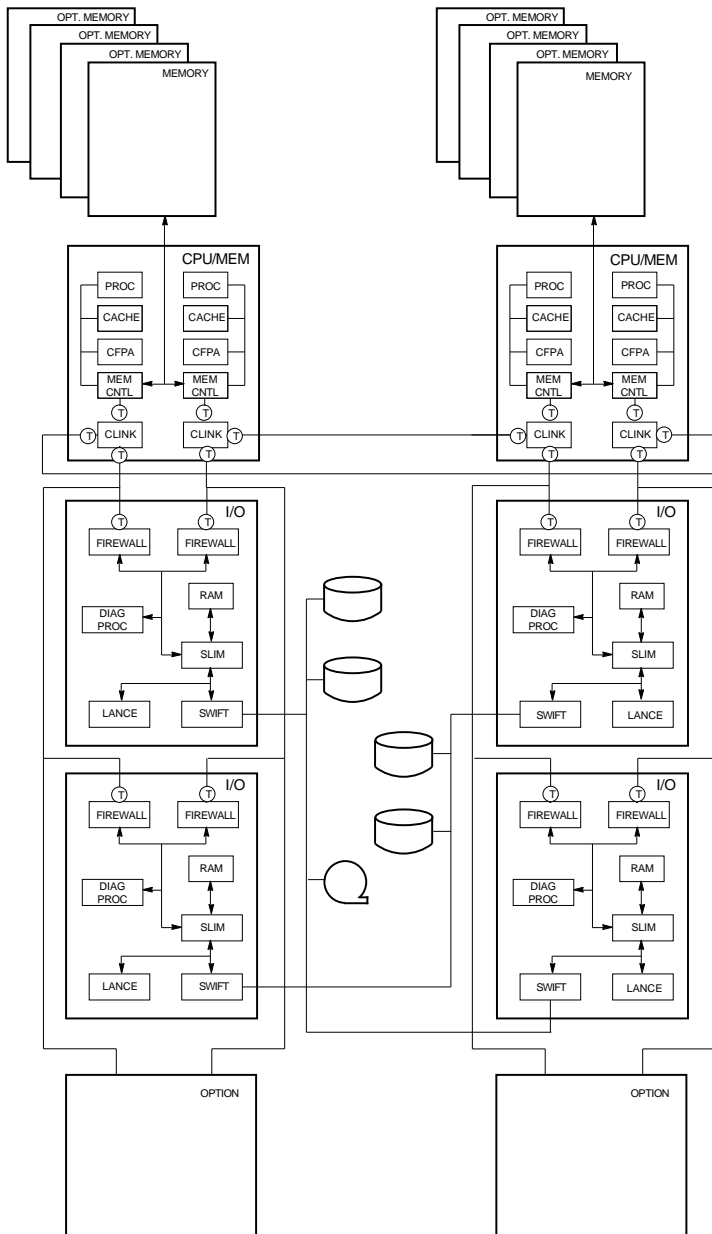 OPT. MEMORY
OPT. MEMORY
OPT. MEMORY
MEMORY
OPT. MEMORY
OPT. MEMORY
OPT. MEMORY
MEMORY
CPU/MEM
PROC PROC
CACHE CACHE
CFPA CFPA
MEM CNTL MEM CNTL
T T
T CLINK CLINK T
T T
CPU/MEM
PROC PROC
CACHE CACHE
CFPA CFPA
MEM CNTL MEM CNTL
T T
T CLINK CLINK T
T T
I/O
T T
FIREWALL FIREWALL
RAM
DIAG PROC
SLIM
LANCE SWIFT
I/O
T T
FIREWALL FIREWALL
RAM
DIAG PROC
SLIM
SWIFT LANCE
I/O
T T
FIREWALL FIREWALL
RAM
DIAG PROC
SLIM
LANCE SWIFT
I/O
T T
FIREWALL FIREWALL
RAM
DIAG PROC
SLIM
SWIFT LANCE
OPTION
OPTION